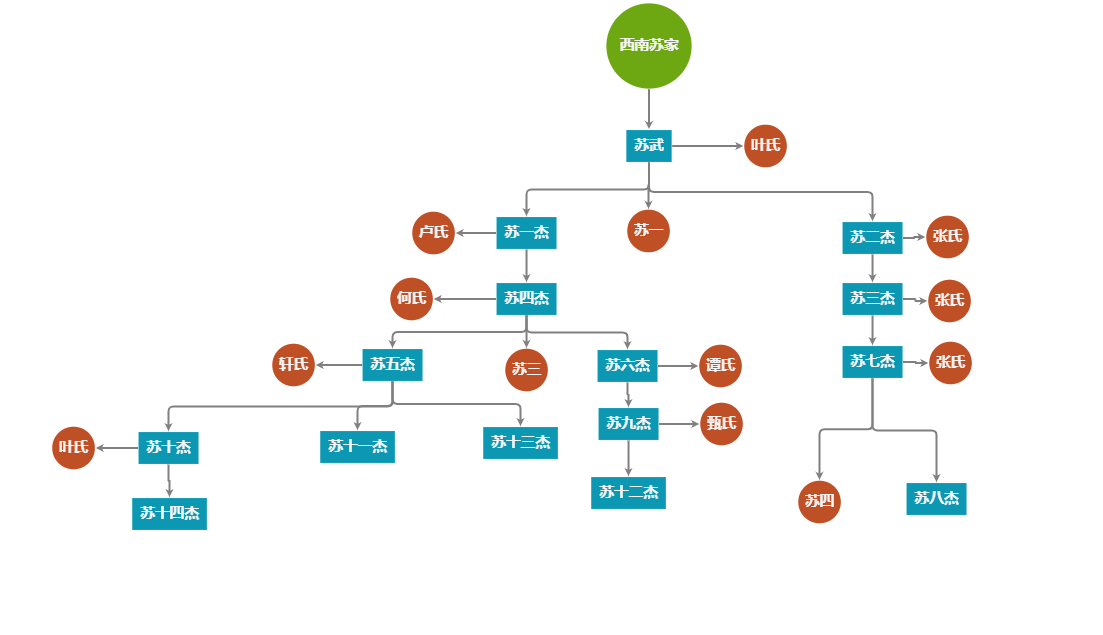 西南苏家
苏武
叶氏
卢氏
苏一杰
苏一
苏二杰
张氏
何氏
苏四杰
苏三杰
张氏
轩氏
苏五杰
苏三
苏六杰
谭氏
苏七杰
张氏
苏九杰
甄氏
叶氏
苏十杰
苏十一杰
苏十三杰
苏十二杰
苏四
苏八杰
苏十四杰